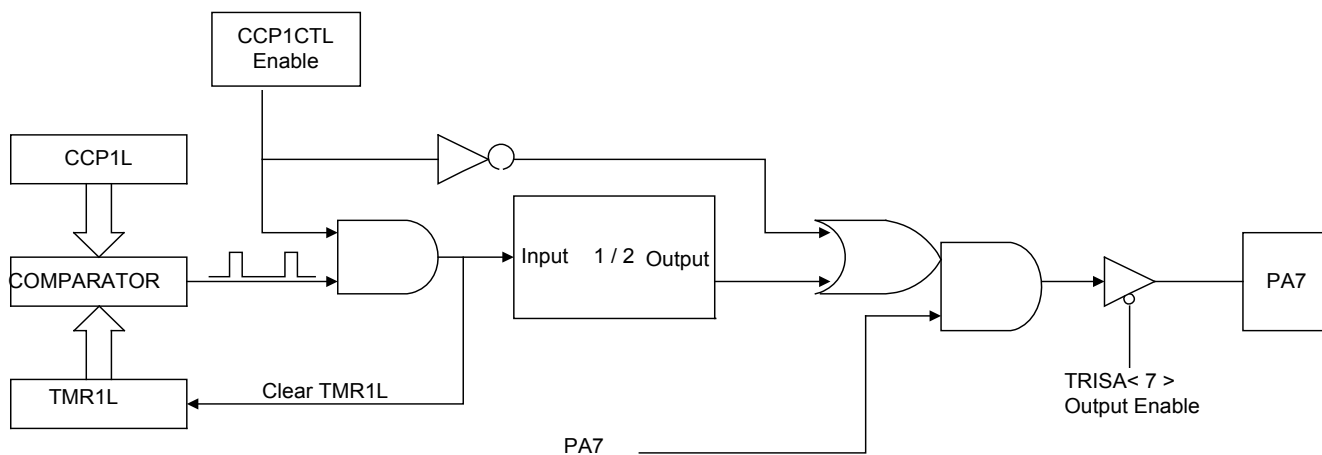 CCP1CTL
Enable
CCP1L
COMPARATOR
Input 1 / 2 Output
PA7
TMR1L
Clear TMR1L
TRISA< 7 >
Output Enable
PA7